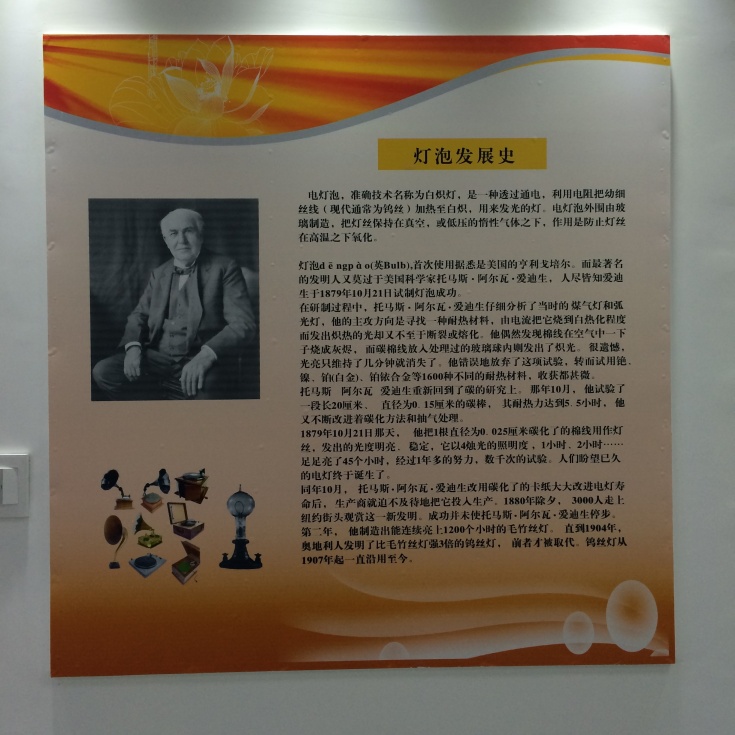 灯泡发展史
电灯泡，准确技术名称为白炽灯，是一种透过通电，利用电阻把幼细
丝线（现代通常为钨丝）加热至白炽，用来发光的灯。电灯泡外围由玻
璃制造，把灯丝保持在真空，或低压的惰性气体之下，作用是防止灯丝
在高温之下氧化。
灯泡dēngpào(英Bulb),首次使用据悉是美国的亨利戈培尔。而最著名
的发明人又莫过于美国科学家托马斯·阿尔瓦·爱迪生， 人尽皆知爱迪
生于1879年10月21日试制灯泡成功。
在研制过程中，托马斯·阿尔瓦·爱迪生仔细分析了当时的煤气灯和弧
光灯，他的主攻方向是寻找一种耐热材料，由电流把它烧到白热化程度
而发出炽热的光却又不至于断裂或熔化。他偶然发现棉线在空气中一下
子烧成灰烬， 而碳棉线放入处理过的玻璃球内则发出了炽光。 很遗憾，
光亮只维持了几分钟就消失了。他错误地放弃了这项试验，转而试用铯、
镍、铂(白金)、铂铱合金等1600种不同的耐热材料，收获都甚微。
托马斯 阿尔瓦 爱迪生重新回到了碳的研究上。 那年10月， 他试验了
一段长20厘米、 直径为0.15厘米的碳棒， 其耐热力达到5.5小时， 他
又不断改进着碳化方法和抽气处理。
1879年10月21日那天， 他把1根直径为0.025厘米碳化了的棉线用作灯
丝，发出的光度明亮、稳定，它以4烛光的照明度，1小时、2小时……
足足亮了45个小时，经过1年多的努力，数千次的试验。人们盼望已久
的电灯终于诞生了。
同年10月， 托马斯·阿尔瓦·爱迪生改用碳化了的卡纸大大改进电灯寿
命后， 生产商就迫不及待地把它投入生产。1880年除夕， 3000人走上
纽约街头观赏这一新发明。成功并未使托马斯·阿尔瓦·爱迪生停步。
第二年， 他制造出能连续亮上1200个小时的毛竹丝灯。 直到1904年，
奥地利人发明了比毛竹丝灯强3倍的钨丝灯， 前者才被取代。钨丝灯从
1907年起一直沿用至今。